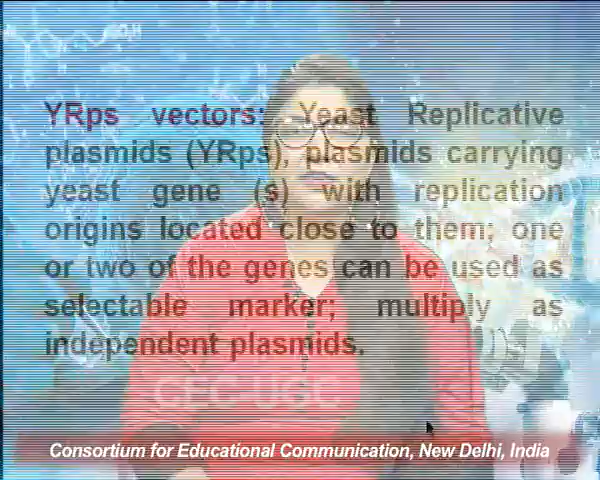 YRps vectors: Yeast Replicative
plasmids (YRps), plasmids carrying
yeast gene (s) with replication
origins located close to them; one
or two of the genes can be used as
selectable marker; multiply as
independent plasmids.
CEC-UGC
Consortium for Educational Communication, New Delhi, India